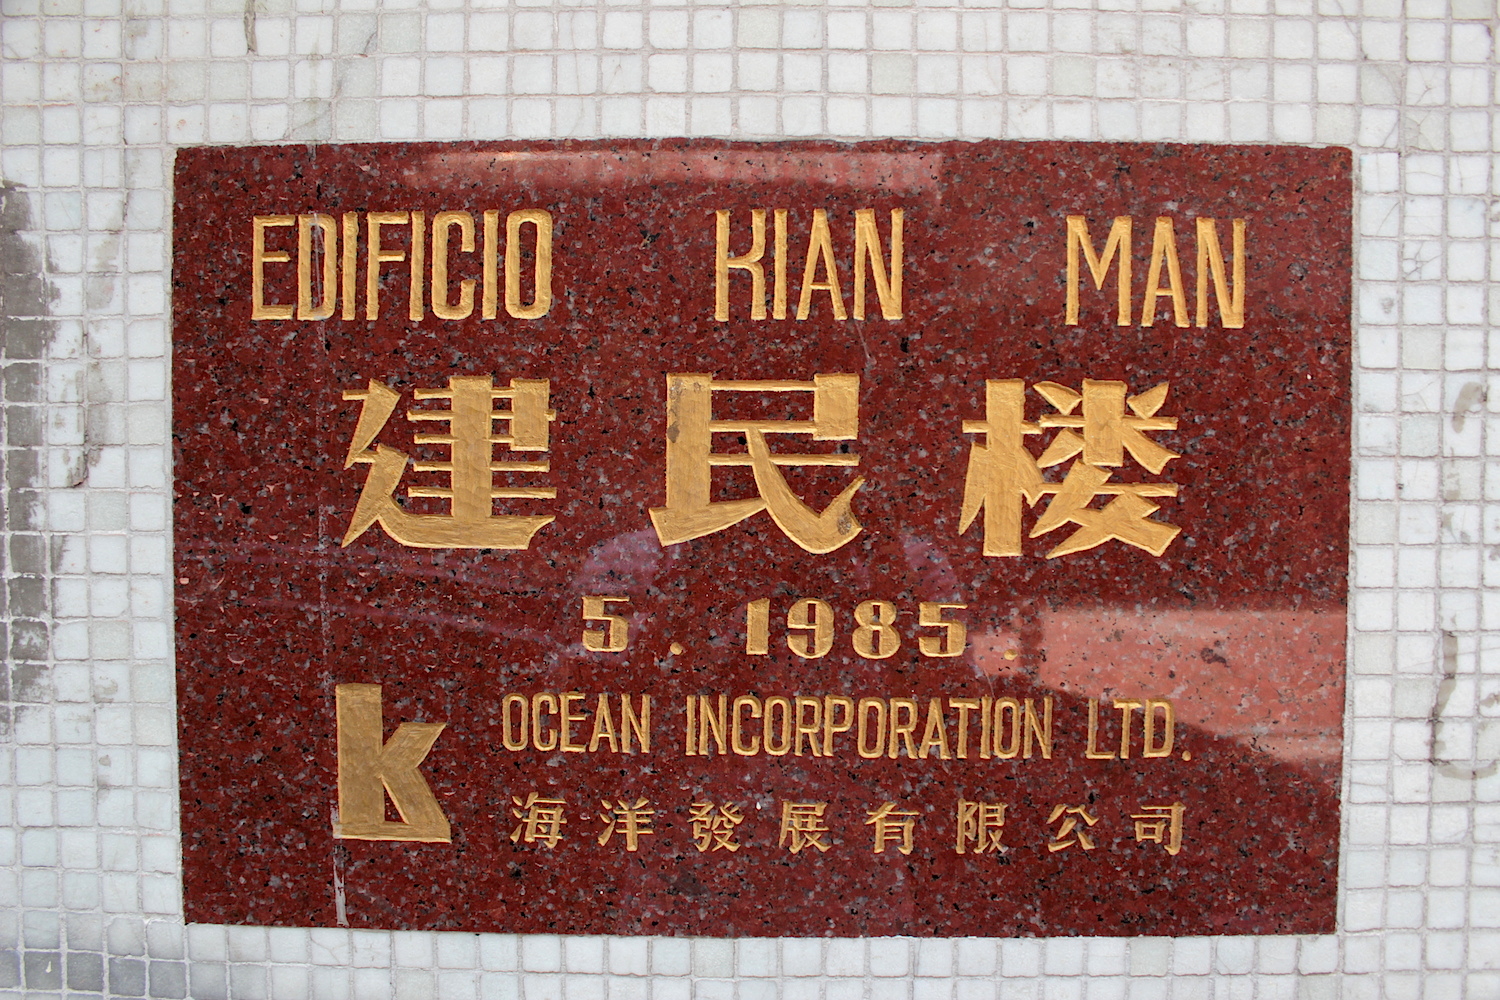 EDIFICIO KIAN MAN
建民楼
5.1985.
k OCEAN INCORPORATION LTD.
海洋發展有限公司